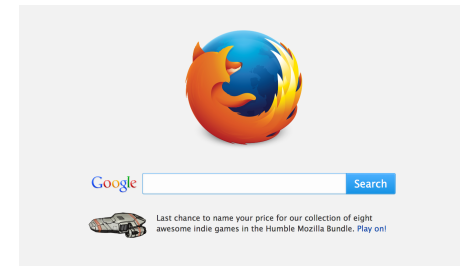 Google Search
Last chance to name your price for our collection of eight
awesome indie games in the Humble Mozilla Bundle. Play on!